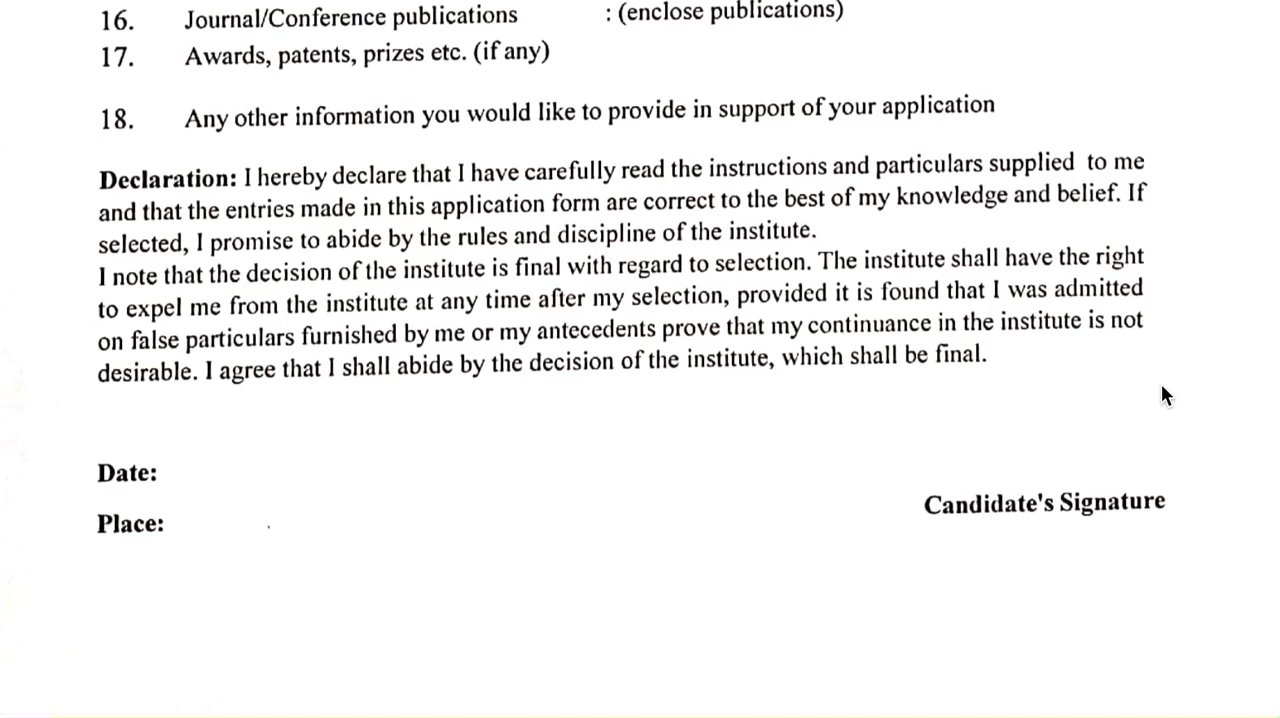 16. Journal/Conference publications : (enclose publications)
17. Awards, patents, prizes etc. (if any)
18. Any other information you would like to provide in support of your application
Declaration: I hereby declare that I have carefully read the instructions and particulars supplied to me
and that the entries made in this application form are correct to the best of my knowledge and belief. If
selected, I promise to abide by the rules and discipline of the institute.
I note that the decision of the institute is final with regard to selection. The institute shall have the right
to expel me from the institute at any time after my selection, provided it is found that I was admitted
on false particulars furnished by me or my antecedents prove that my continuance in the institute is not
desirable. I agree that I shall abide by the decision of the institute, which shall be final.
Date:
Candidate's Signature
Place: